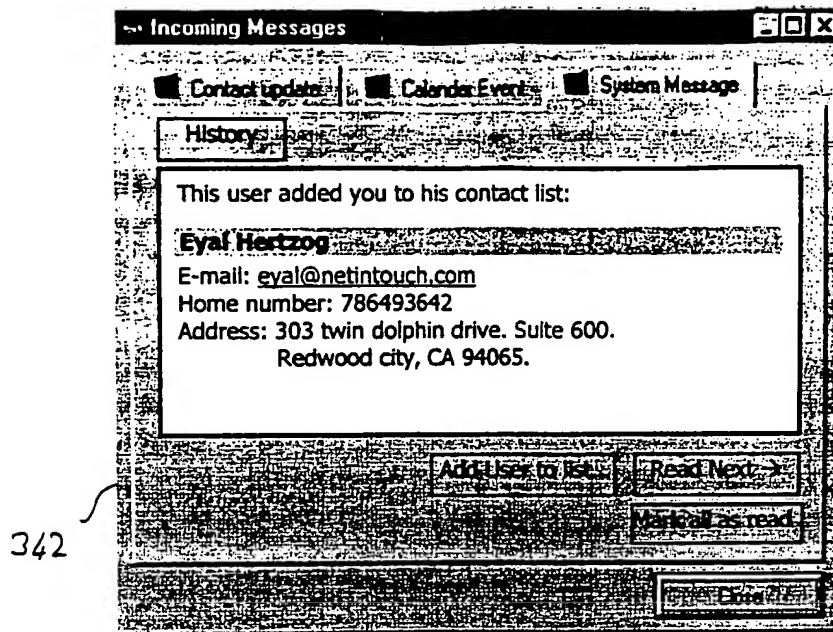 Incoming Messages
Contact update Calander Event System Message
History
This user added you to his contact list:
Eyal Hertzog
E-mail: eyal@netintouch.com
Home number: 786493642
Address: 303 twin dolphin drive. Suite 600.
Redwood city, CA 94065.
Add User to list... Read Next →
Mark all as read
342
Close